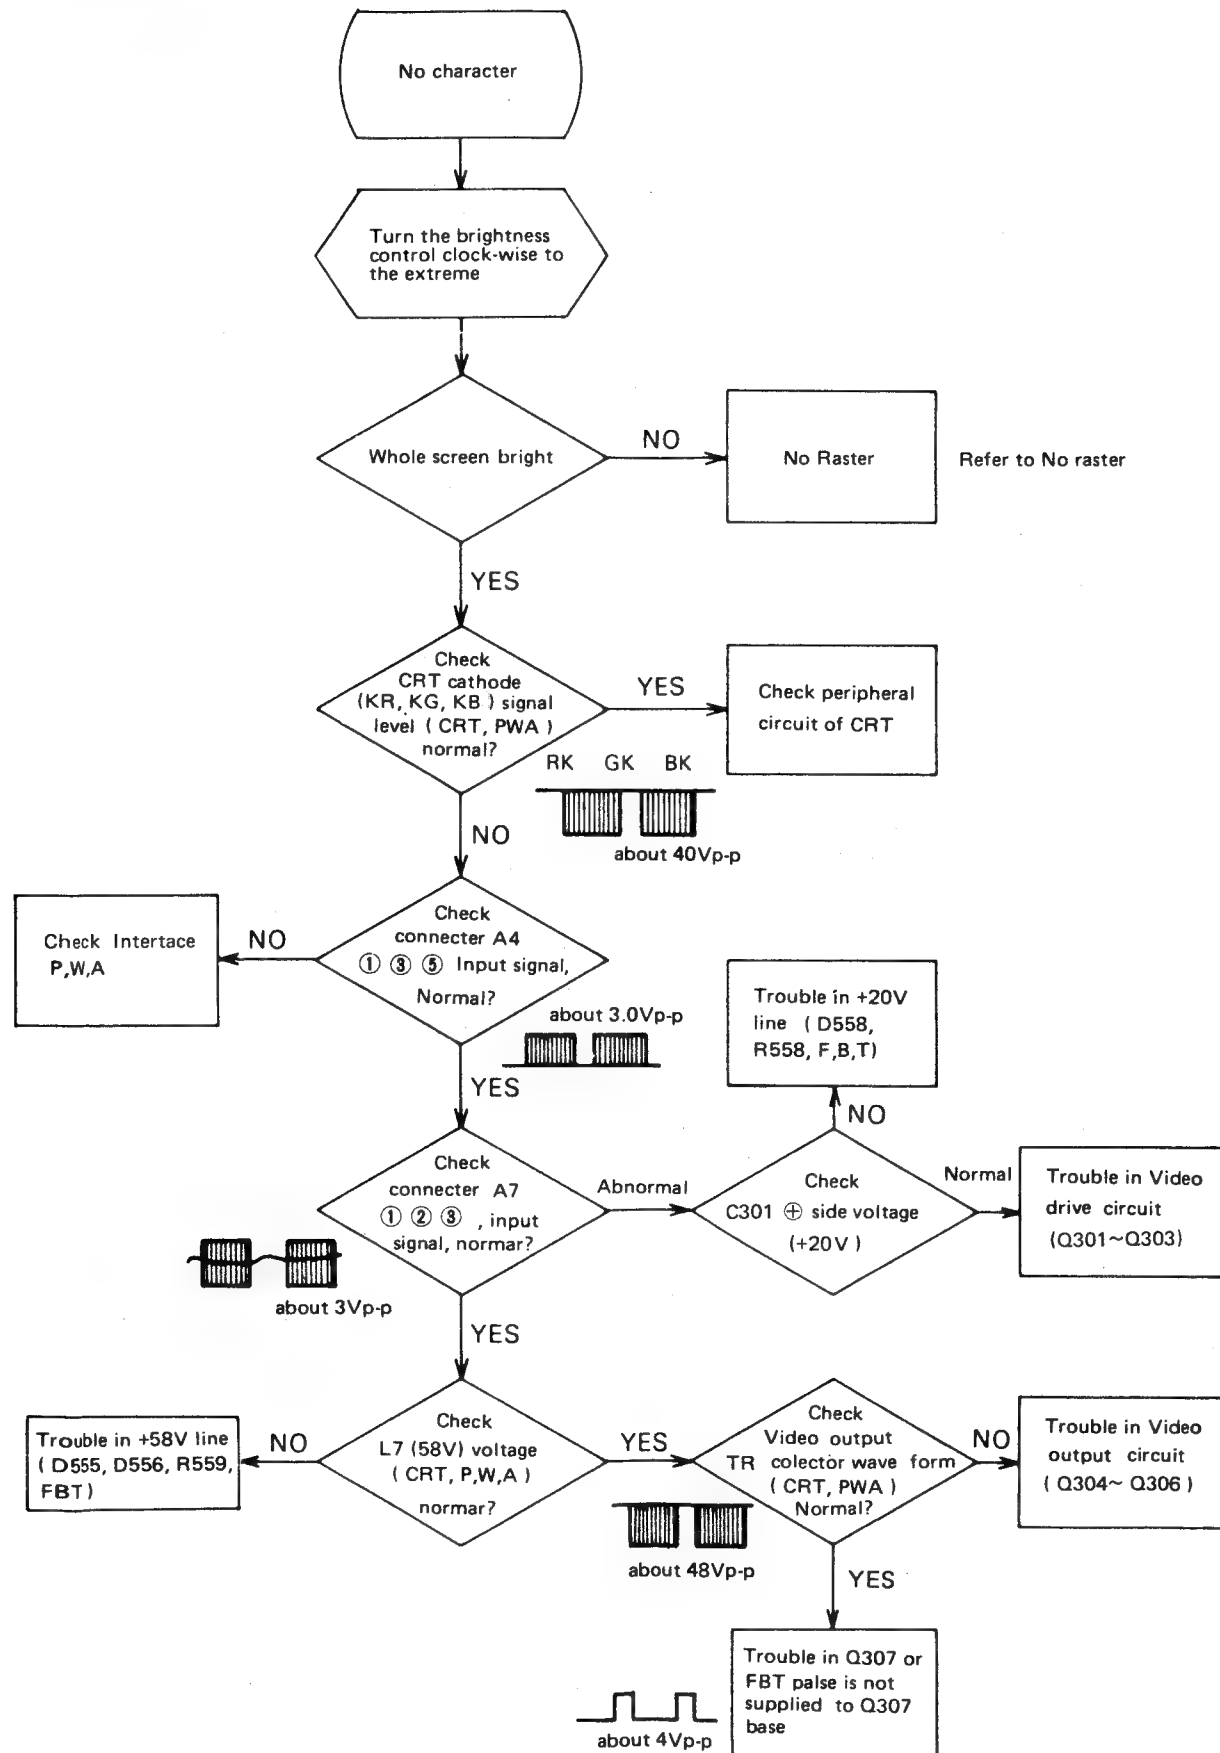 No character
Turn the brightness
control clock-wise to
the extreme
Whole screen bright
NO
No Raster
Refer to No raster
YES
Check
CRT cathode
(KR, KG, KB) signal
level (CRT, PWA)
normal?
YES
Check peripheral
circuit of CRT
RK GK BK
about 40Vp-p
NO
Check
connecter A4
① ③ ⑤ Input signal,
Normal?
NO
Check Intertace
P,W,A
about 3.0Vp-p
YES
Trouble in +20V
line (D558,
R558, F,B,T)
NO
Check
connecter A7
① ② ③ , input
signal, normar?
Abnormal
Check
C301 ⊕ side voltage
(+20V)
Normal
Trouble in Video
drive circuit
(Q301~Q303)
about 3Vp-p
YES
Check
L7 (58V) voltage
(CRT, P,W,A)
normar?
NO
Trouble in +58V line
(D555, D556, R559,
FBT)
YES
Check
Video output
TR colector wave form
(CRT, PWA)
Normal?
NO
Trouble in Video
output circuit
(Q304~ Q306)
about 48Vp-p
YES
Trouble in Q307 or
FBT palse is not
supplied to Q307
base
about 4Vp-p